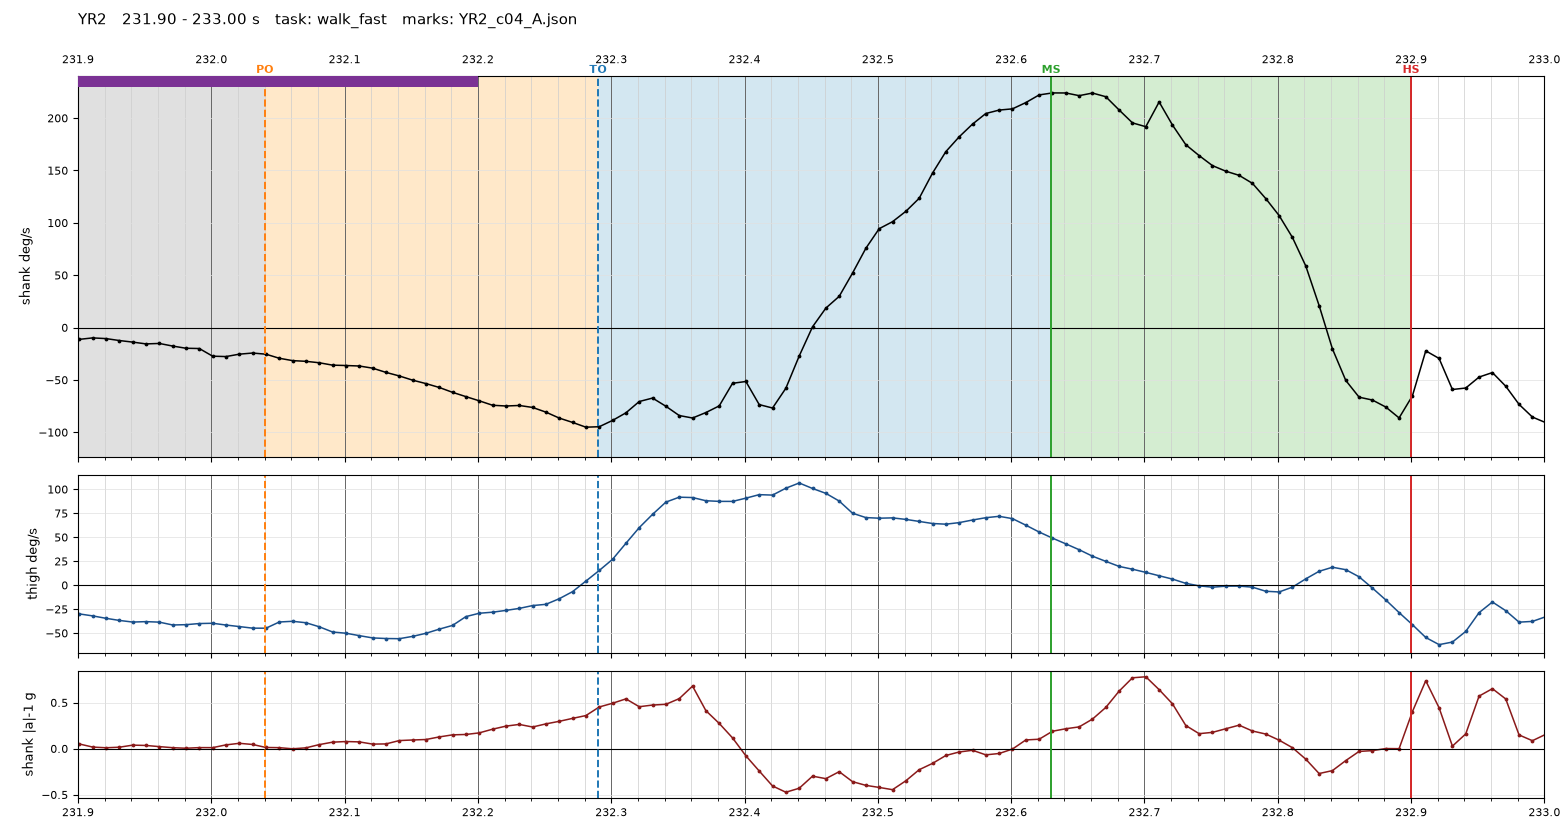 YR2   231.90 - 233.00 s   task: walk_fast   marks: YR2_c04_A.json
231.9 232.0 232.1 232.2 232.3 232.4 232.5 232.6 232.7 232.8 232.9 233.0
PO TO MS HS
shank deg/s
200
150
100
50
0
−50
−100
thigh deg/s
100
75
50
25
0
−25
−50
shank |a|-1 g
0.5
0.0
−0.5
231.9 232.0 232.1 232.2 232.3 232.4 232.5 232.6 232.7 232.8 232.9 233.0